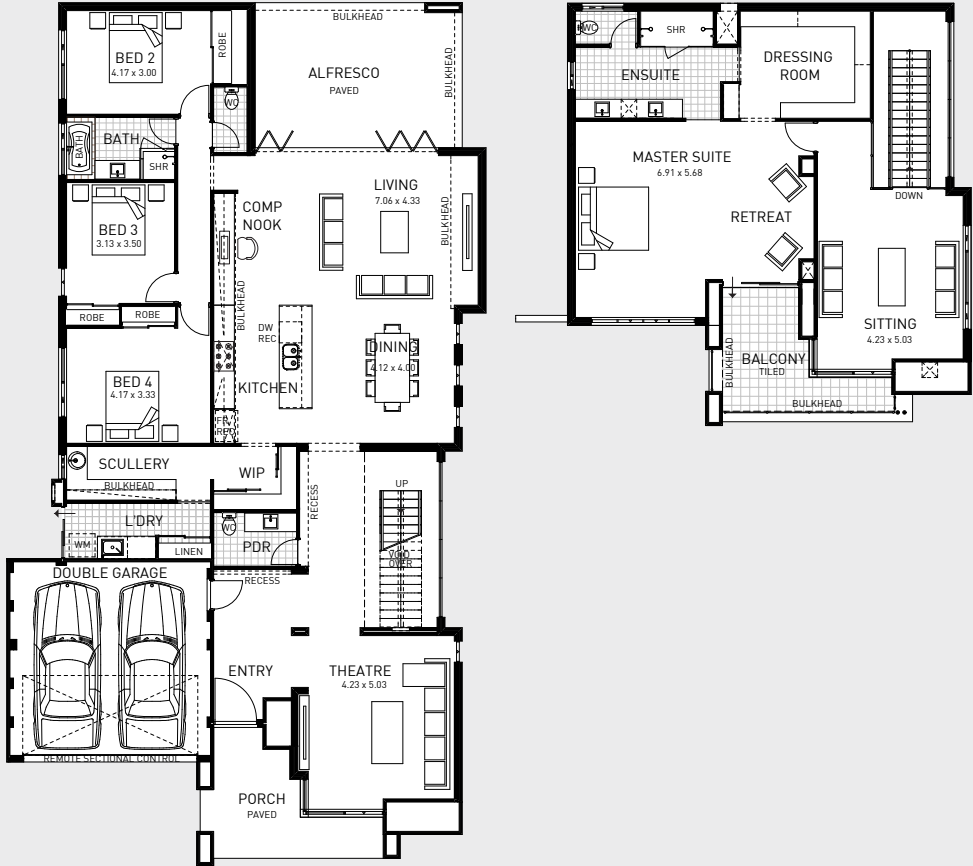 BULKHEAD
BED 2
4.17 x 3.00
ROBE
ALFRESCO
PAVED
BULKHEAD
WC
BATH
BATH
SHR
LIVING
7.06 x 4.33
BULKHEAD
COMP
NOOK
BED 3
3.13 x 3.50
BULKHEAD
ROBE
ROBE
DW
REC
DINING
4.12 x 4.00
KITCHEN
BED 4
4.17 x 3.33
FR
REC
SCULLERY
BULKHEAD
WIP
RECESS
UP
L'DRY
WC
PDR
WM
LINEN
VOID
OVER
DOUBLE GARAGE
RECESS
ENTRY
THEATRE
4.23 x 5.03
REMOTE SECTIONAL CONTROL
PORCH
PAVED
WC
SHR
ENSUITE
DRESSING
ROOM
MASTER SUITE
6.91 x 5.68
DOWN
RETREAT
SITTING
4.23 x 5.03
BULKHEAD
BALCONY
TILED
BULKHEAD